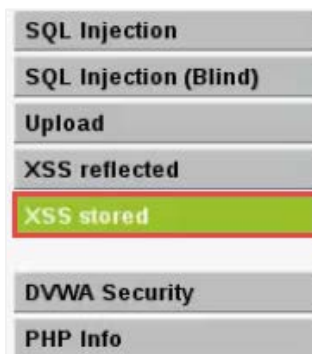 SQL Injection
SQL Injection (Blind)
Upload
XSS reflected
XSS stored
DVWA Security
PHP Info